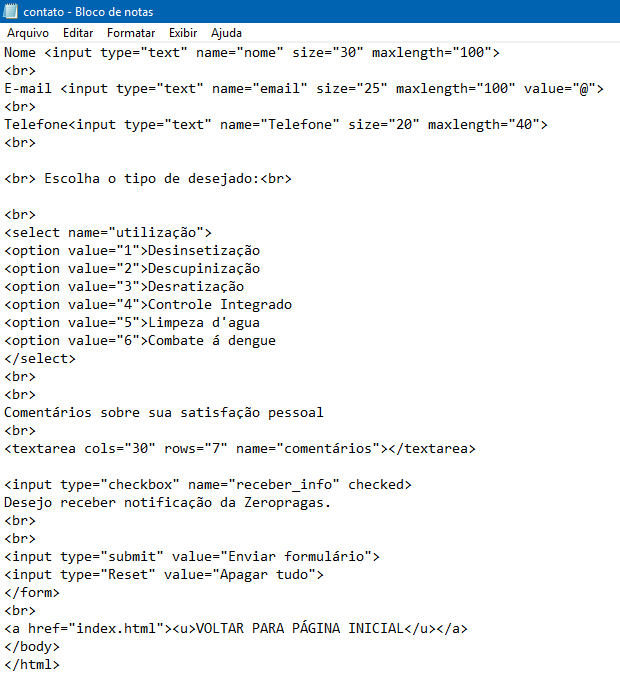 contato - Bloco de notas
Arquivo Editar Formatar Exibir Ajuda
Nome <input type="text" name="nome" size="30" maxlength="100">
<br>
E-mail <input type="text" name="email" size="25" maxlength="100" value="@">
<br>
Telefone<input type="text" name="Telefone" size="20" maxlength="40">
<br>
<br> Escolha o tipo de desejado:<br>
<br>
<select name="utilização">
<option value="1">Desinsetização
<option value="2">Descupinização
<option value="3">Desratização
<option value="4">Controle Integrado
<option value="5">Limpeza d'agua
<option value="6">Combate á dengue
</select>
<br>
<br>
Comentários sobre sua satisfação pessoal
<br>
<textarea cols="30" rows="7" name="comentários"></textarea>
<input type="checkbox" name="receber_info" checked>
Desejo receber notificação da Zeropragas.
<br>
<br>
<input type="submit" value="Enviar formulário">
<input type="Reset" value="Apagar tudo">
</form>
<br>
<a href="index.html"><u>VOLTAR PARA PÁGINA INICIAL</u></a>
</body>
</html>